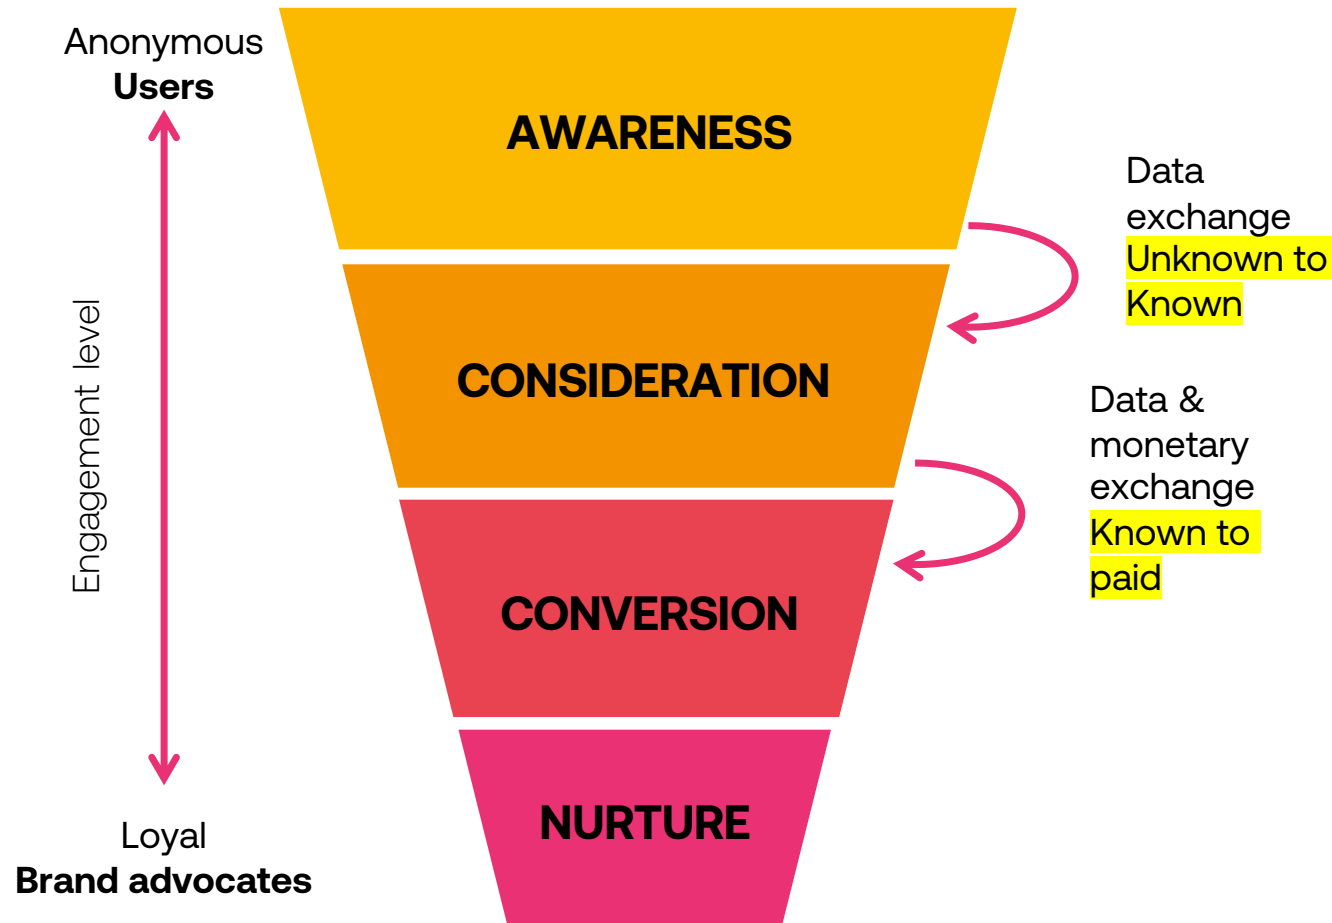 Anonymous
Users
AWARENESS
Data
exchange
Unknown to
Known
CONSIDERATION
Data &
monetary
exchange
Known to
paid
Engagement level
CONVERSION
NURTURE
Loyal
Brand advocates